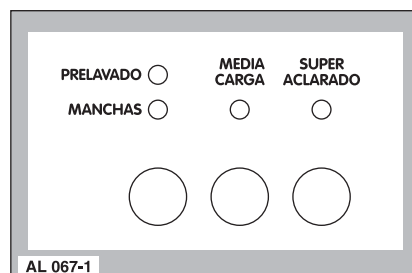 PRELAVADO
MANCHAS
MEDIA
CARGA
SUPER
ACLARADO
AL 067-1